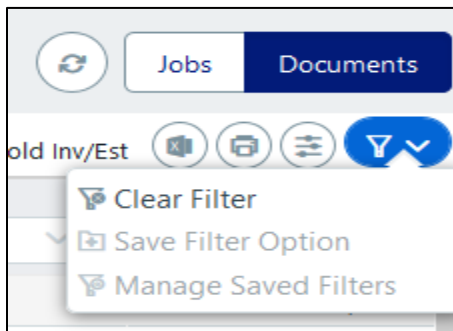 Jobs Documents
old Inv/Est
Clear Filter
Save Filter Option
Manage Saved Filters